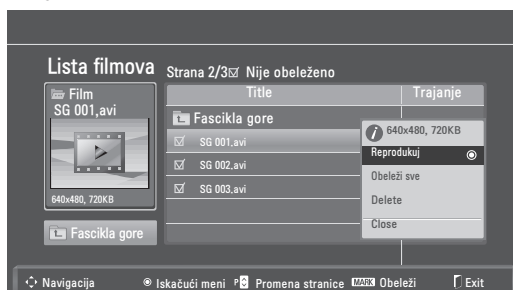 Lista filmova
Strana 2/3 Nije obeleženo
Film
SG 001,avi
640x480, 720KB
Fascikla gore
Title
Trajanje
Fascikla gore
SG 001,avi
SG 002,avi
SG 003,avi
640x480, 720KB
Reprodukuj
Obeleži sve
Delete
Close
Navigacija Iskačući meni P Promena stranice MARK Obeleži Exit